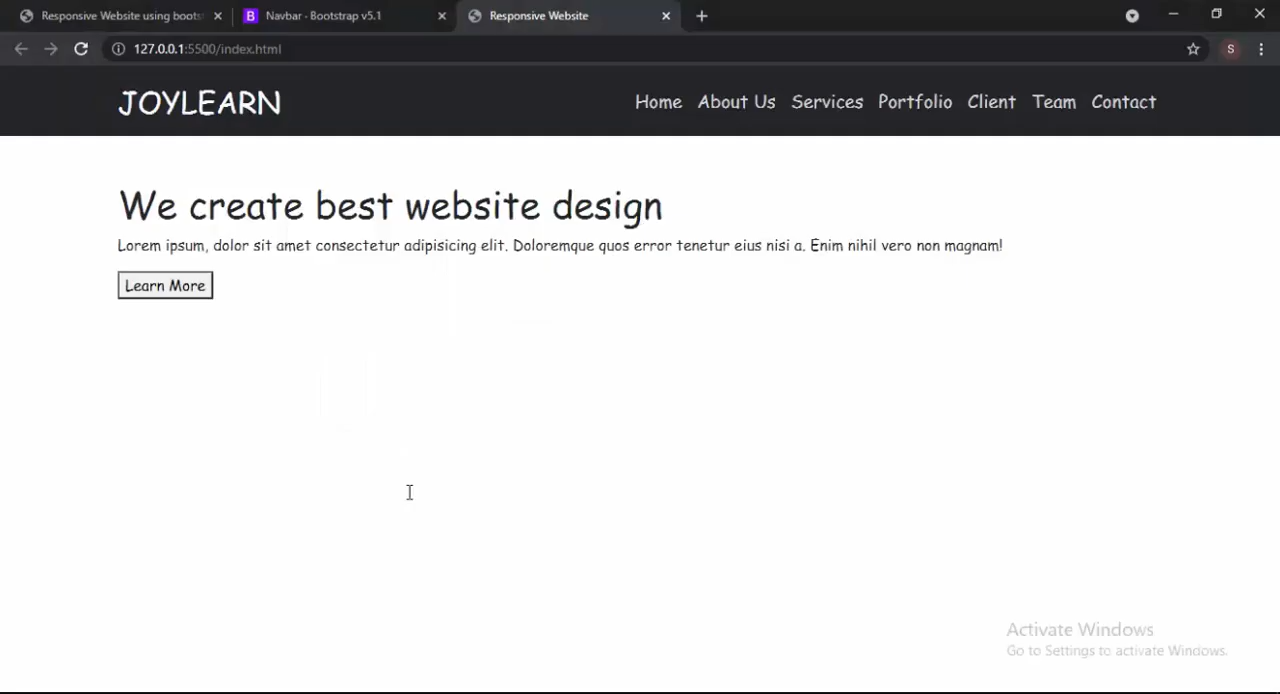 Responsive Website using boots
Navbar · Bootstrap v5.1
Responsive Website
127.0.0.1:5500/index.html
S
JOYLEARN
Home About Us Services Portfolio Client Team Contact
We create best website design
Lorem ipsum, dolor sit amet consectetur adipisicing elit. Doloremque quos error tenetur eius nisi a. Enim nihil vero non magnam!
Learn More
Activate Windows
Go to Settings to activate Windows.